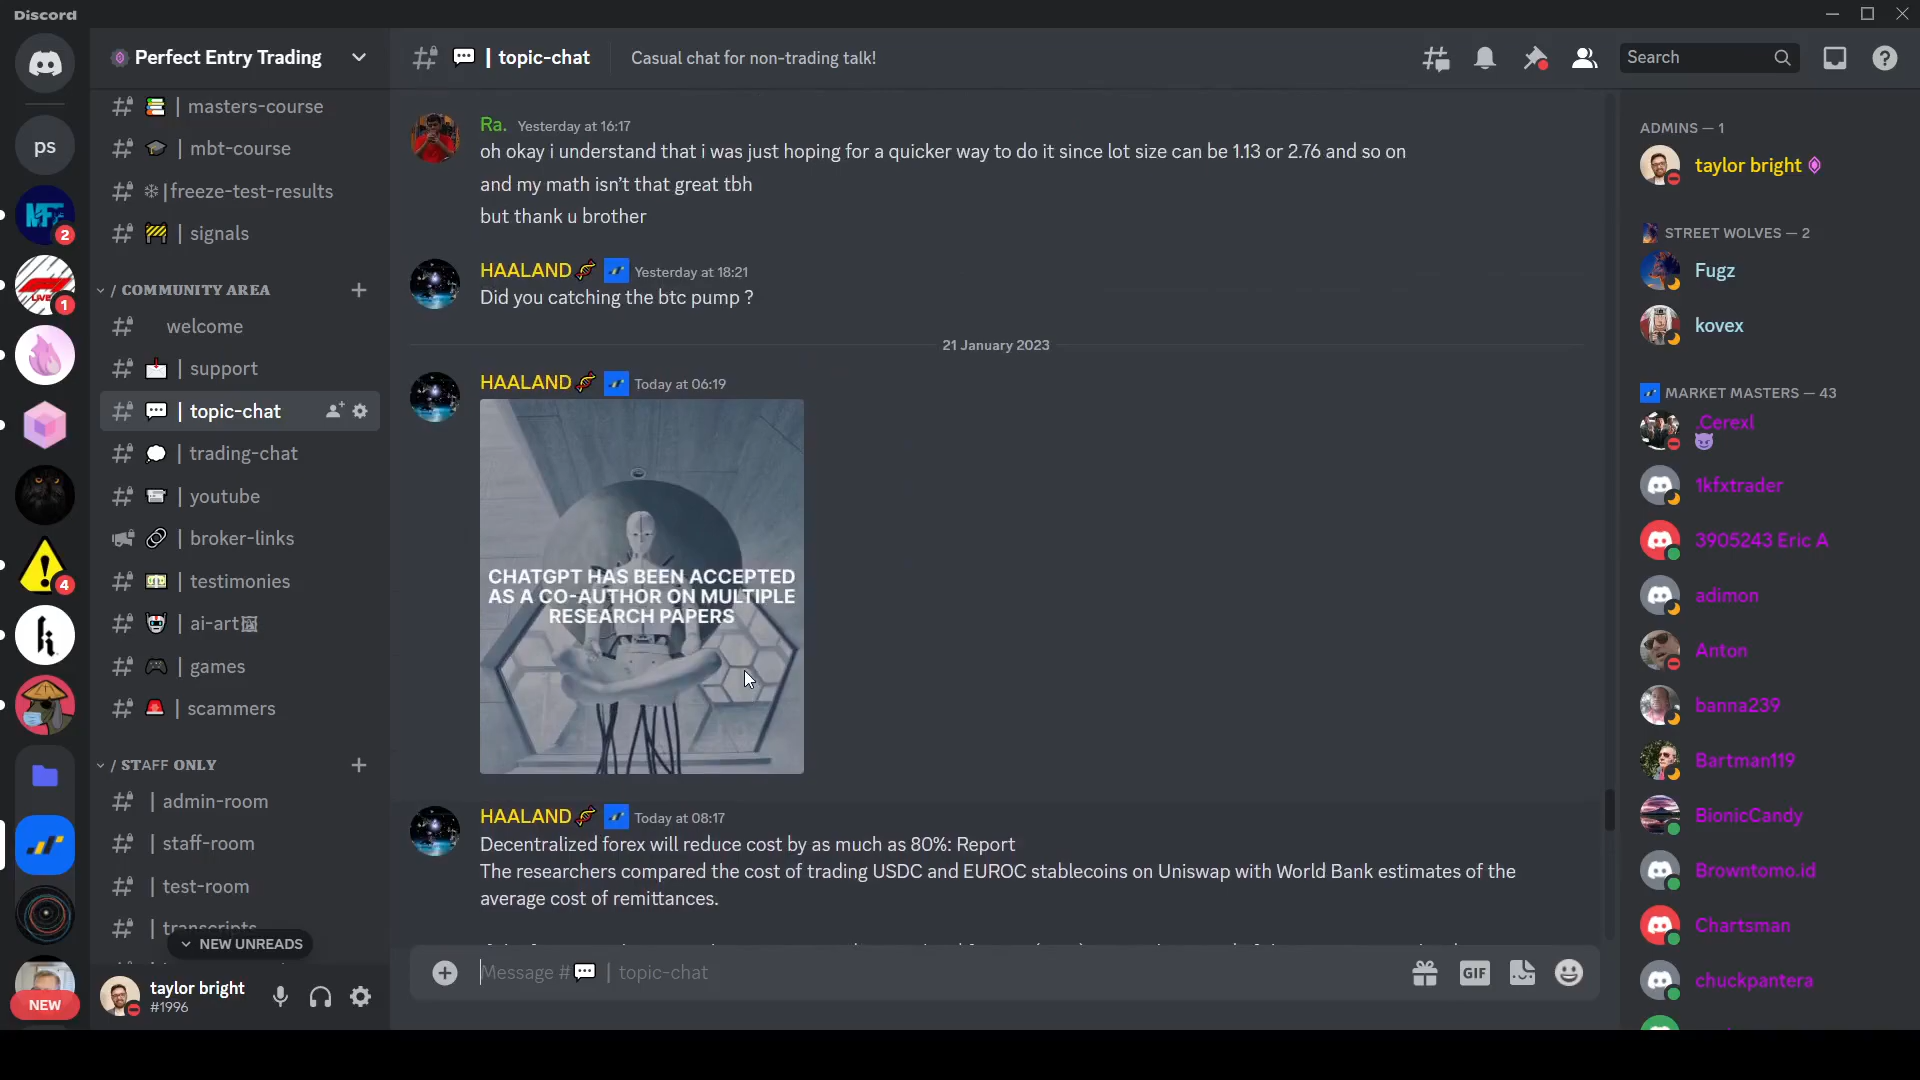 Discord
Perfect Entry Trading
| topic-chat
Casual chat for non-trading talk!
Search
| masters-course
| mbt-course
|freeze-test-results
| signals
/ COMMUNITY AREA
welcome
| support
| topic-chat
| trading-chat
| youtube
| broker-links
| testimonies
| ai-art
| games
| scammers
/ STAFF ONLY
| admin-room
| staff-room
| test-room
| transcripts
NEW UNREADS
taylor bright
#1996
ps
2
1
4
NEW
Ra. Yesterday at 16:17
oh okay i understand that i was just hoping for a quicker way to do it since lot size can be 1.13 or 2.76 and so on
and my math isn't that great tbh
but thank u brother
HAALAND Yesterday at 18:21
Did you catching the btc pump ?
21 January 2023
HAALAND Today at 06:19
CHATGPT HAS BEEN ACCEPTED
AS A CO-AUTHOR ON MULTIPLE
RESEARCH PAPERS
HAALAND Today at 08:17
Decentralized forex will reduce cost by as much as 80%: Report
The researchers compared the cost of trading USDC and EUROC stablecoins on Uniswap with World Bank estimates of the
average cost of remittances.
Message # | topic-chat
GIF
ADMINS — 1
taylor bright
STREET WOLVES — 2
Fugz
kovex
MARKET MASTERS — 43
.Cerexl
1kfxtrader
3905243 Eric A
adimon
Anton
banna239
Bartman119
BionicCandy
Browntomo.id
Chartsman
chuckpantera